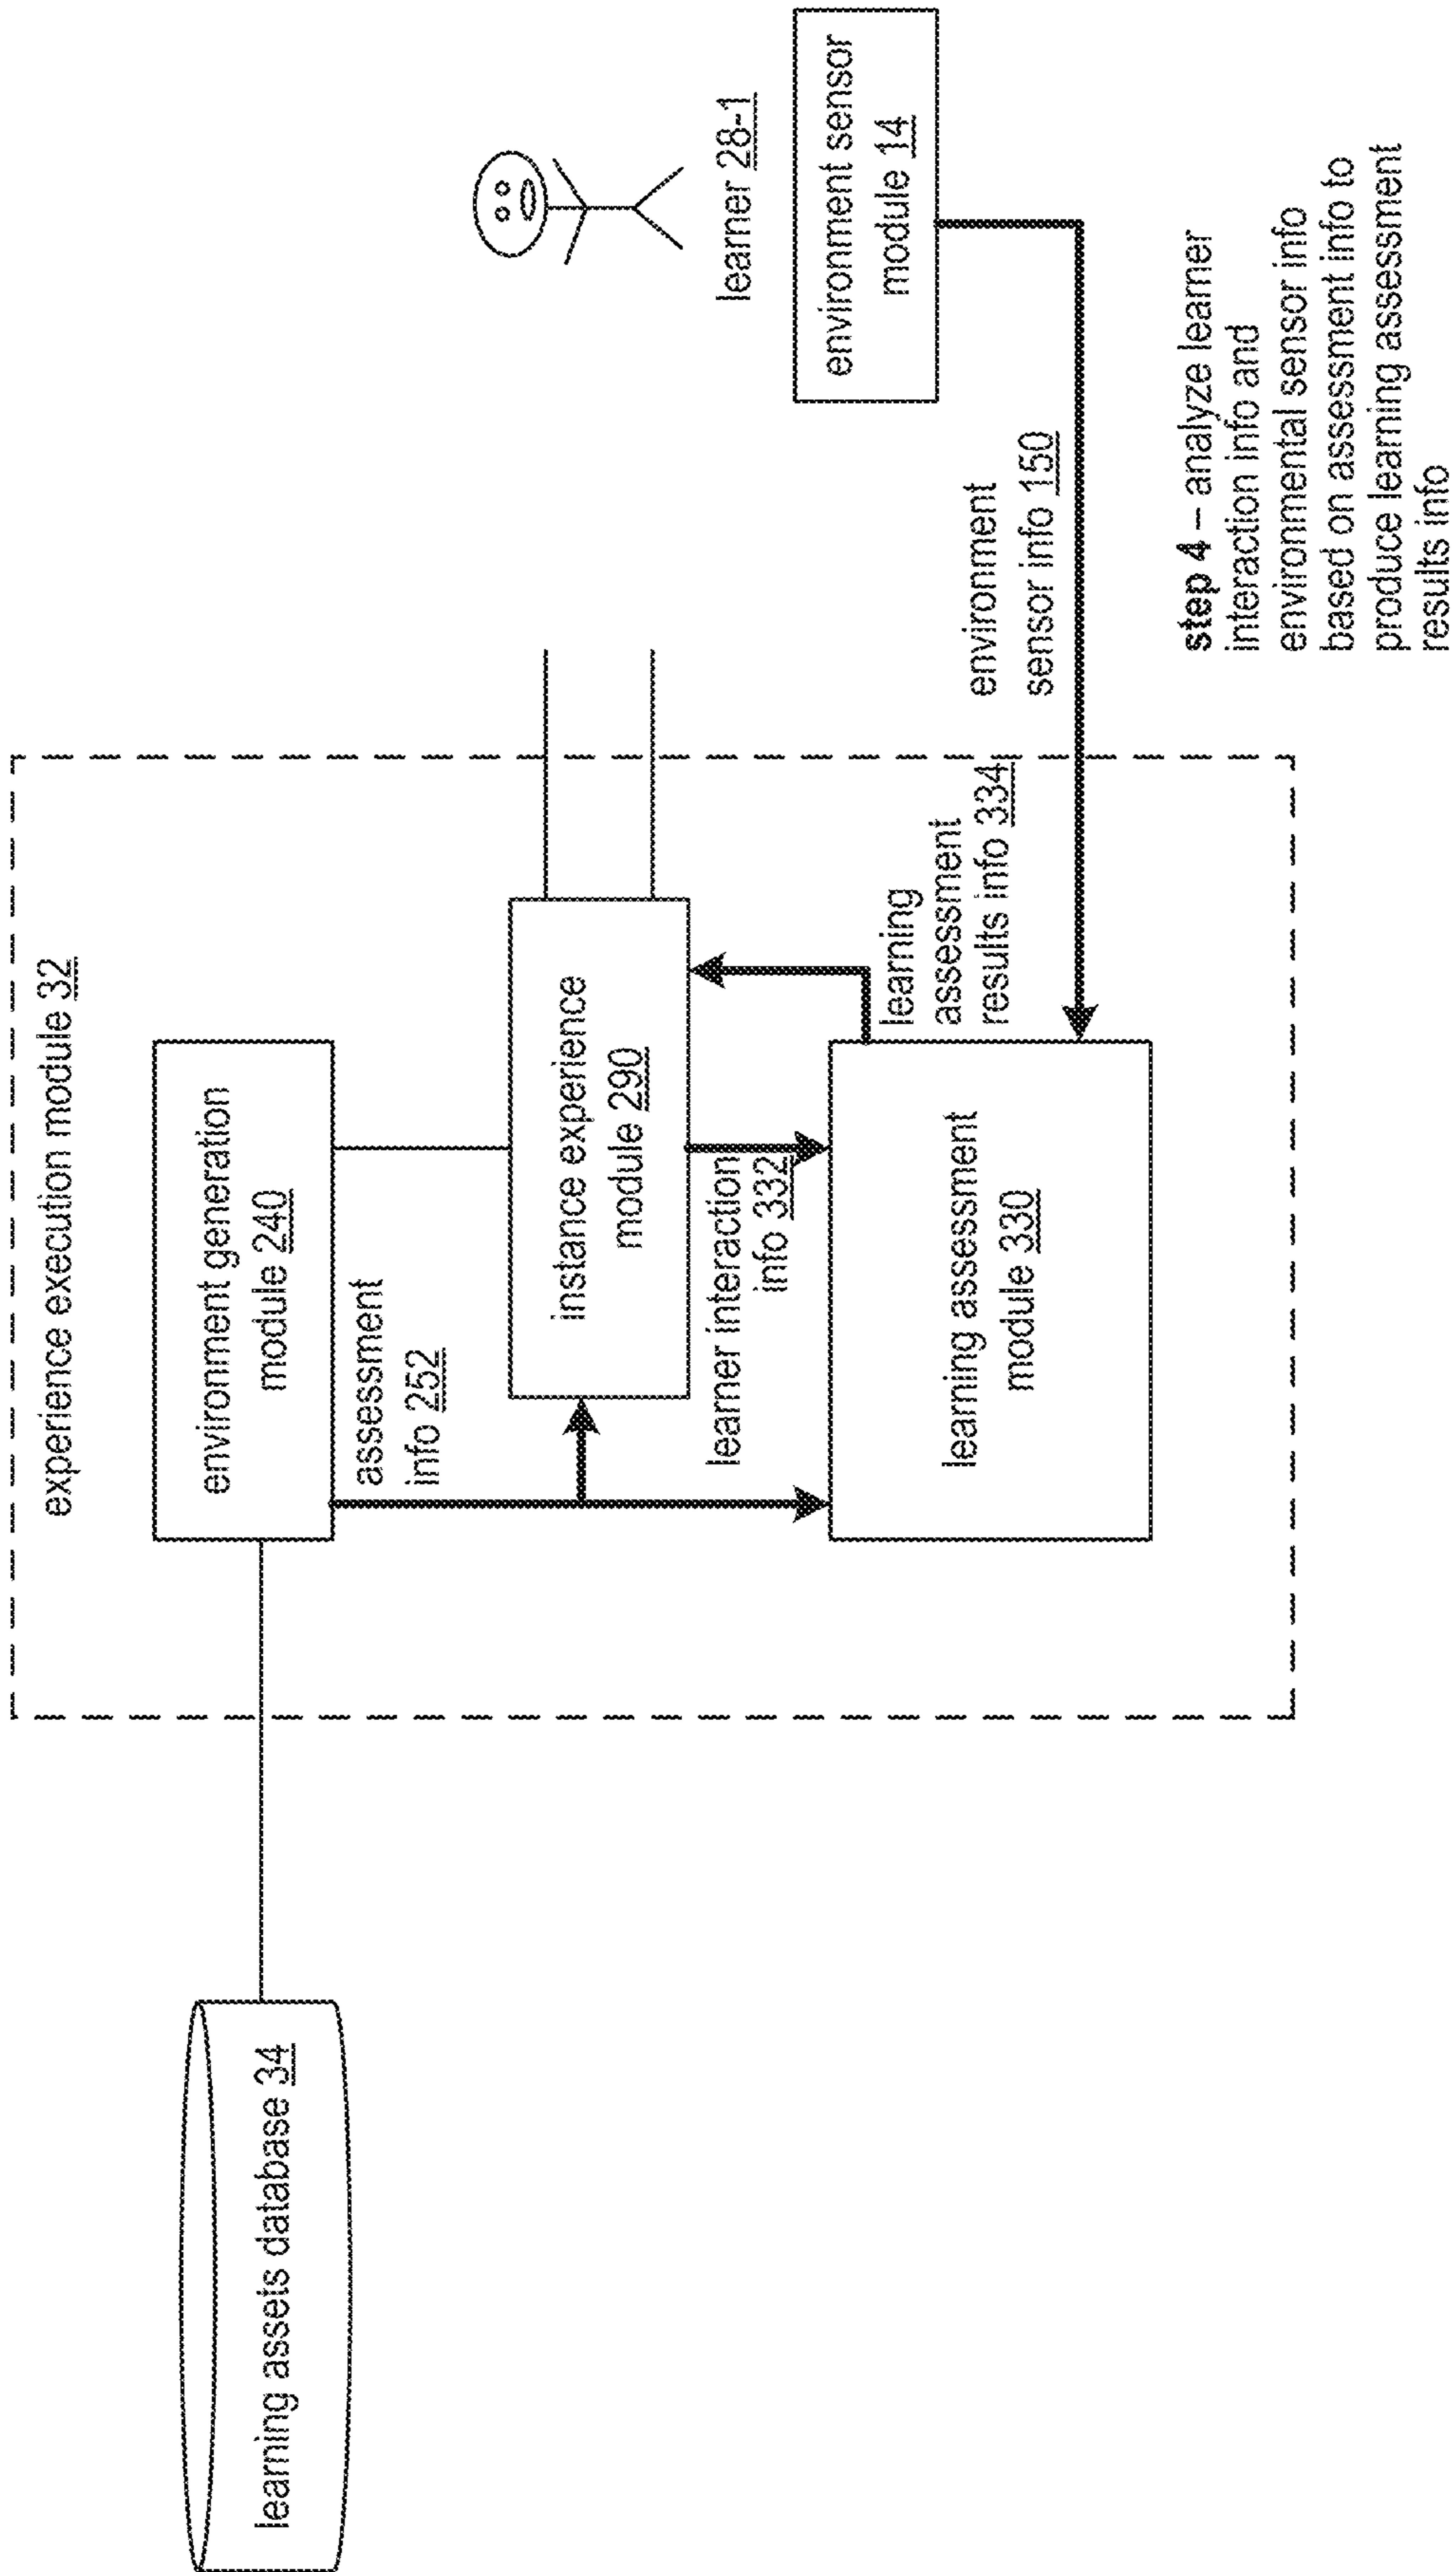 learning assets database 34
experience execution module 32
environment generation
module 240
assessment
info 252
instance experience
module 290
learner interaction
info 332
learning
assessment
results info 334
learning assessment
module 330
learner 28-1
environment sensor
module 14
environment
sensor info 150
step 4 – analyze learner
interaction info and
environmental sensor info
based on assessment info to
produce learning assessment
results info